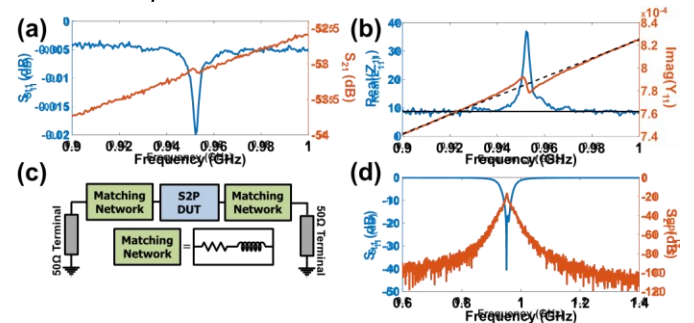 (a)
0
-0.005
-0.01
-0.015
-0.02
S11 (dB)
-52.5
-53
-53.5
-54
S21 (dB)
0.9 0.92 0.94 0.96 0.98 1
Frequency (GHz)
(b)
40
30
20
10
0
Real(Z11)
×10-4
8.4
8.2
8
7.8
7.6
7.4
Imag(Y11)
0.9 0.92 0.94 0.96 0.98 1
Frequency (GHz)
(c)
Matching Network
S2P DUT
Matching Network
50Ω Terminal
50Ω Terminal
Matching Network =
(d)
0
-10
-20
-30
-40
-50
S11 (dB)
0
-20
-40
-60
-80
-100
-120
S21 (dB)
0.6 0.8 1 1.2 1.4
Frequency (GHz)